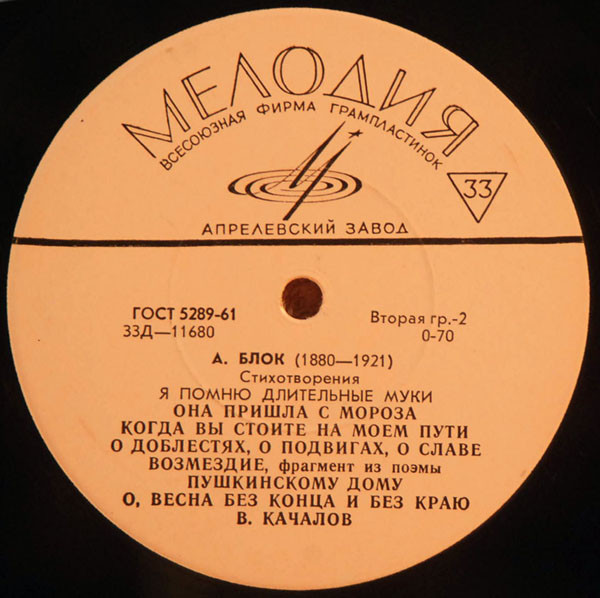 МЕЛОДИЯ
ВСЕСОЮЗНАЯ ФИРМА ГРАМПЛАСТИНОК
33
АПРЕЛЕВСКИЙ ЗАВОД
ГОСТ 5289-61
33Д—11680
Вторая гр.-2
0-70
А. БЛОК (1880—1921)
Стихотворения
Я ПОМНЮ ДЛИТЕЛЬНЫЕ МУКИ
ОНА ПРИШЛА С МОРОЗА
КОГДА ВЫ СТОИТЕ НА МОЕМ ПУТИ
О ДОБЛЕСТЯХ, О ПОДВИГАХ, О СЛАВЕ
ВОЗМЕЗДИЕ, фрагмент из поэмы
ПУШКИНСКОМУ ДОМУ
О, ВЕСНА БЕЗ КОНЦА И БЕЗ КРАЮ
В. КАЧАЛОВ